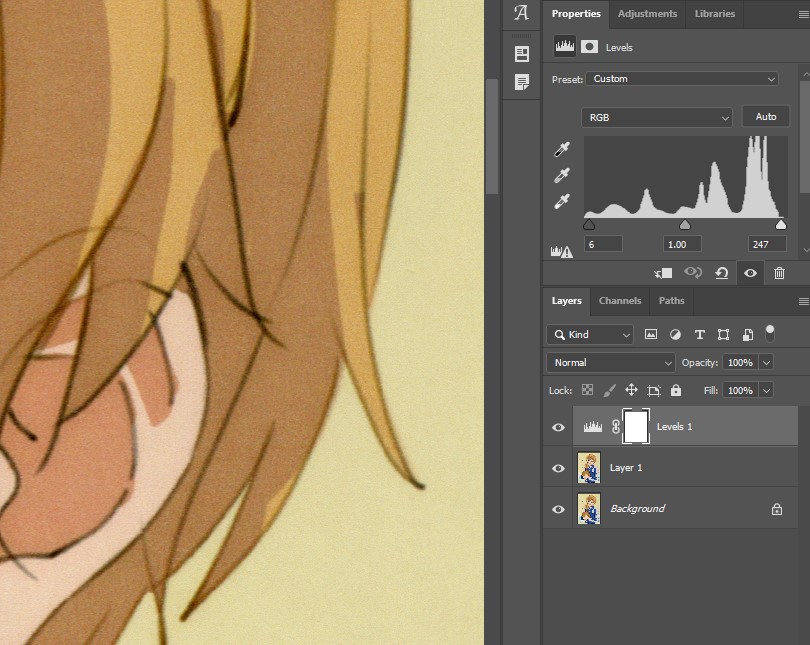 Properties Adjustments Libraries
Levels
Preset: Custom
RGB Auto
6 1.00 247
Layers Channels Paths
Kind T
Normal Opacity: 100%
Lock: Fill: 100%
Levels 1
Layer 1
Background